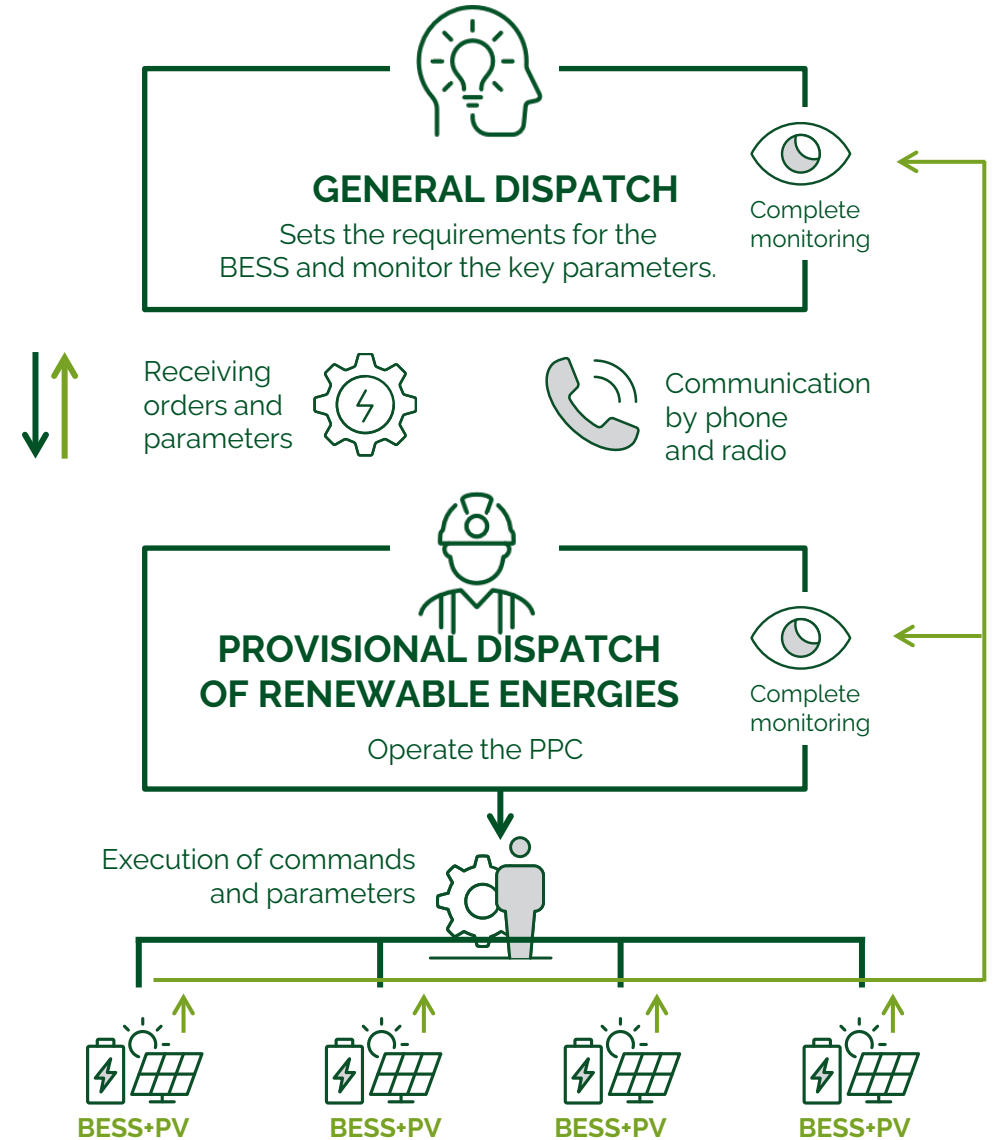 GENERAL DISPATCH
Sets the requirements for the
BESS and monitor the key parameters.
Complete
monitoring
Receiving
orders and
parameters
Communication
by phone
and radio
PROVISIONAL DISPATCH
OF RENEWABLE ENERGIES
Operate the PPC
Complete
monitoring
Execution of commands
and parameters
BESS+PV
BESS+PV
BESS+PV
BESS+PV